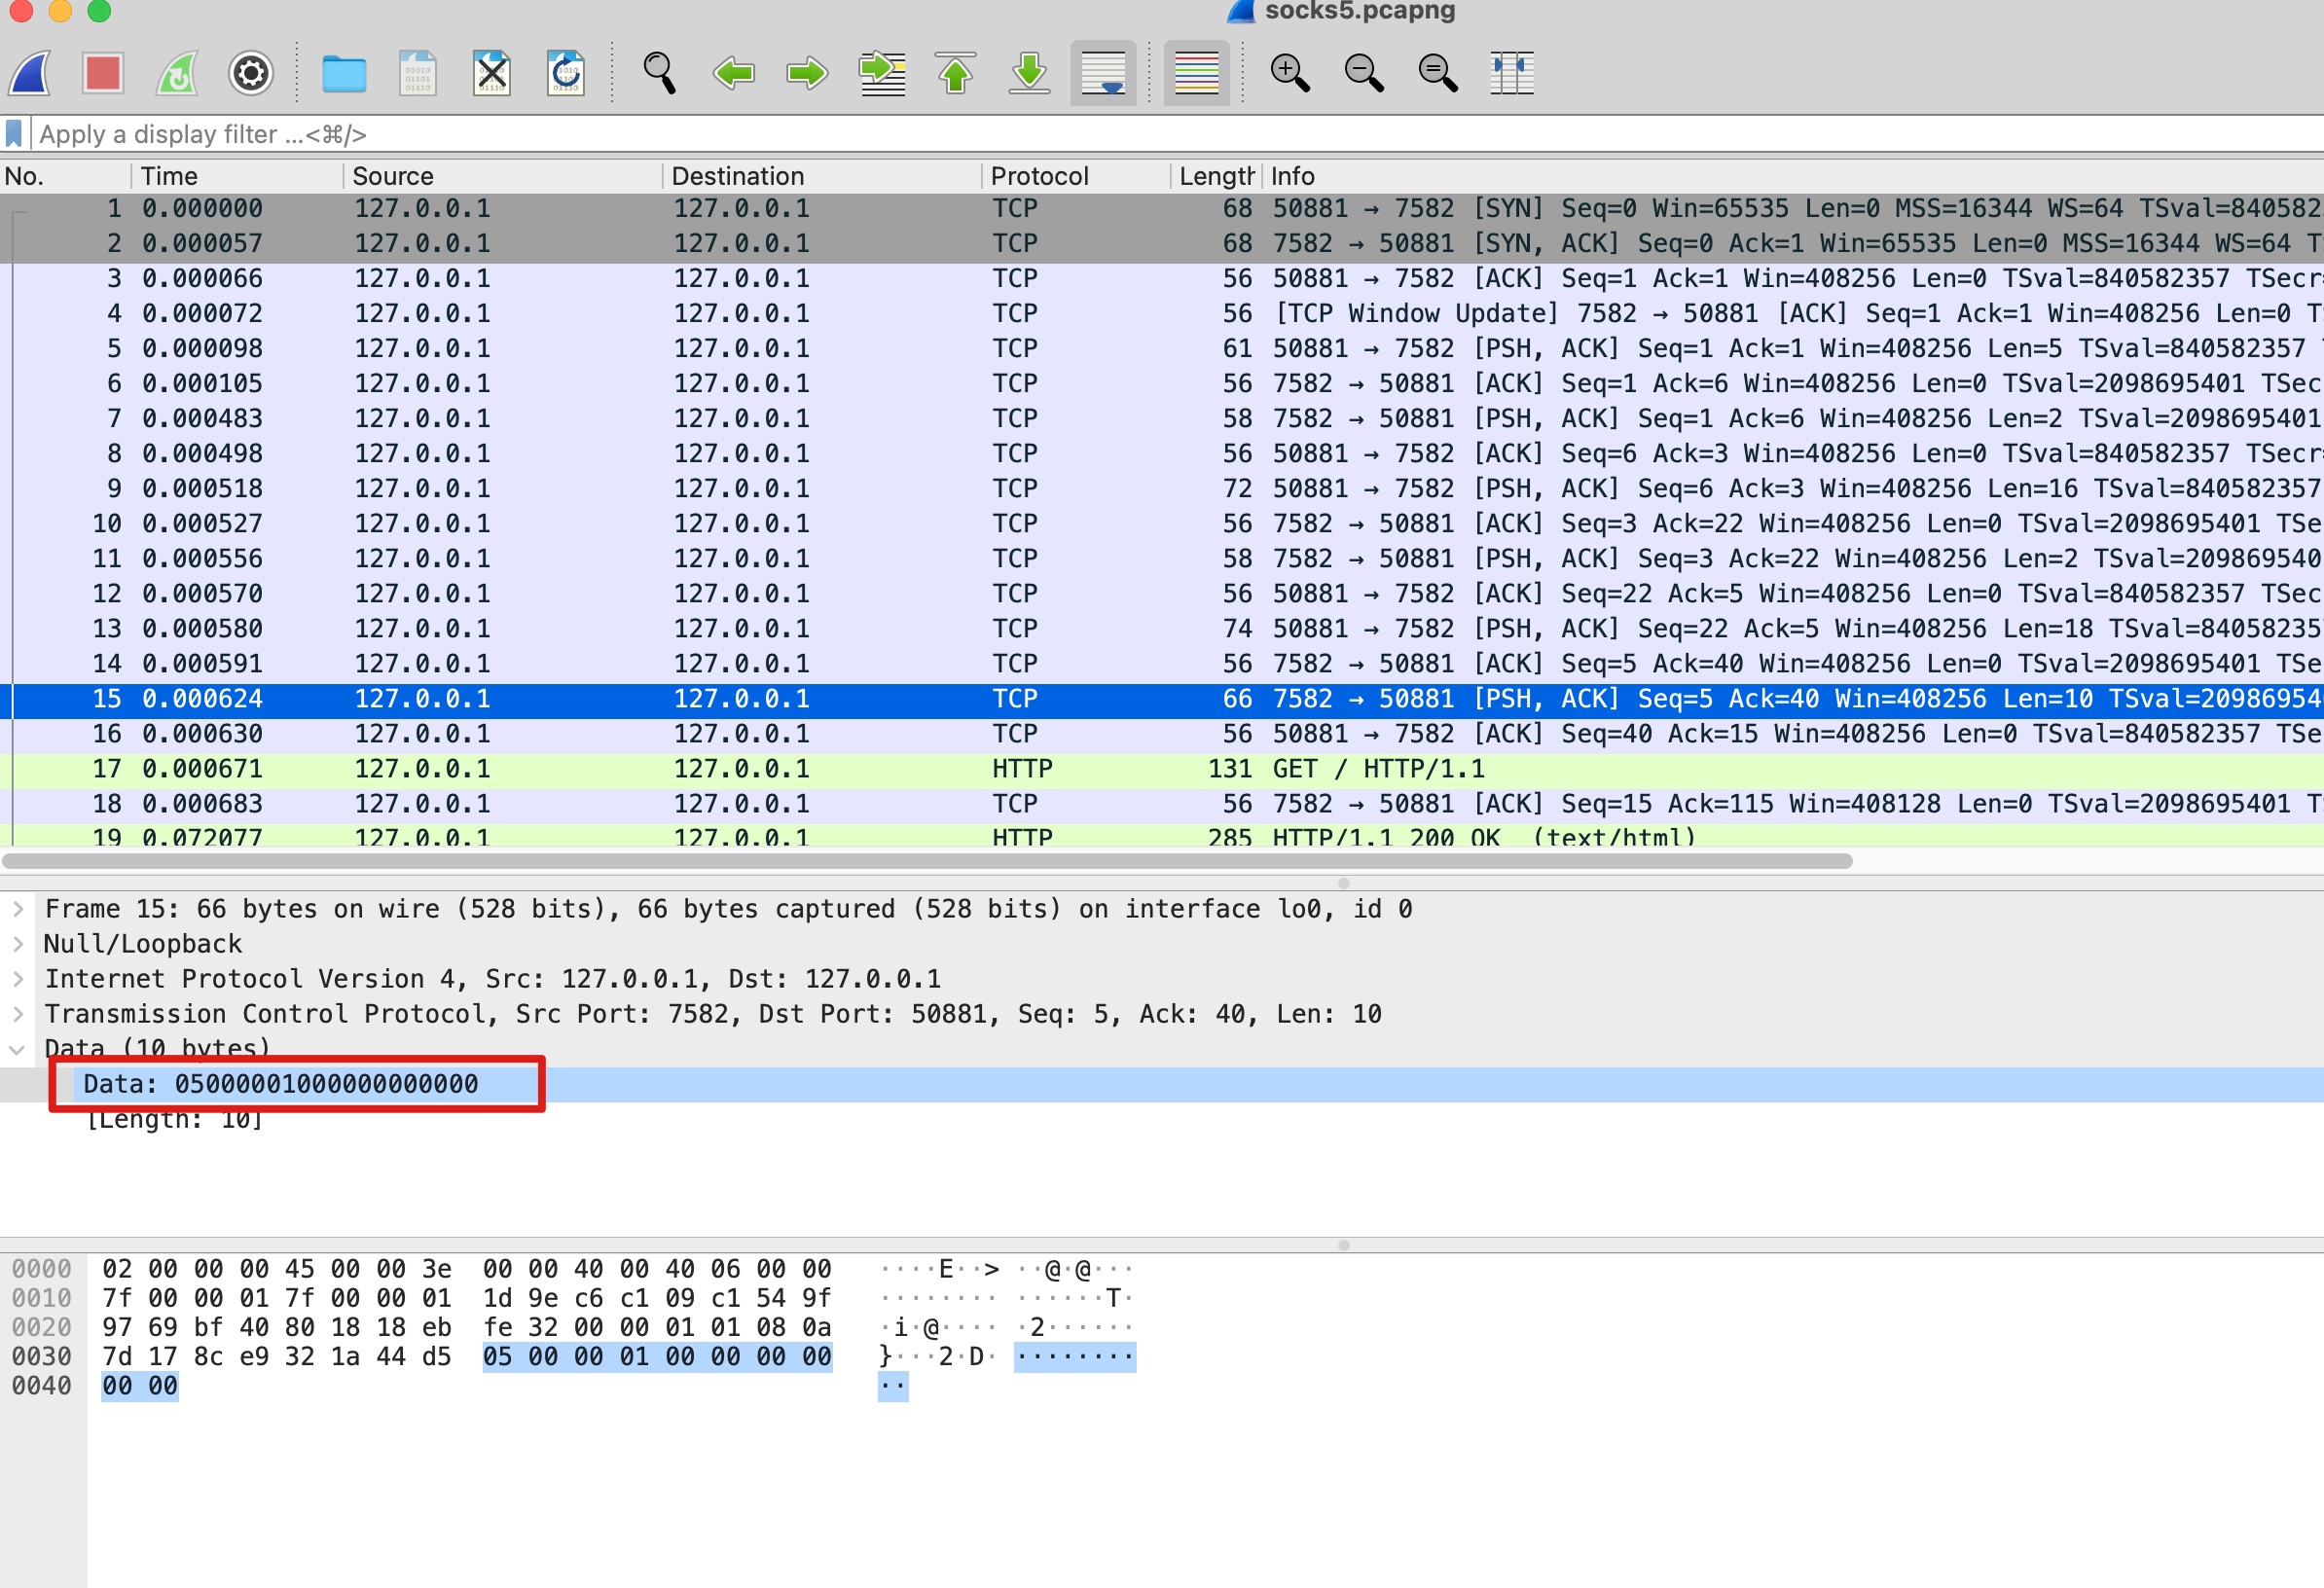 socks5.pcapng
Apply a display filter ...<⌘/>
No. Time Source Destination Protocol Length Info
1 0.000000 127.0.0.1 127.0.0.1 TCP 68 50881 → 7582 [SYN] Seq=0 Win=65535 Len=0 MSS=16344 WS=64 TSval=840582
2 0.000057 127.0.0.1 127.0.0.1 TCP 68 7582 → 50881 [SYN, ACK] Seq=0 Ack=1 Win=65535 Len=0 MSS=16344 WS=64 T
3 0.000066 127.0.0.1 127.0.0.1 TCP 56 50881 → 7582 [ACK] Seq=1 Ack=1 Win=408256 Len=0 TSval=840582357 TSecr=
4 0.000072 127.0.0.1 127.0.0.1 TCP 56 [TCP Window Update] 7582 → 50881 [ACK] Seq=1 Ack=1 Win=408256 Len=0 T
5 0.000098 127.0.0.1 127.0.0.1 TCP 61 50881 → 7582 [PSH, ACK] Seq=1 Ack=1 Win=408256 Len=5 TSval=840582357
6 0.000105 127.0.0.1 127.0.0.1 TCP 56 7582 → 50881 [ACK] Seq=1 Ack=6 Win=408256 Len=0 TSval=2098695401 TSec
7 0.000483 127.0.0.1 127.0.0.1 TCP 58 7582 → 50881 [PSH, ACK] Seq=1 Ack=6 Win=408256 Len=2 TSval=2098695401
8 0.000498 127.0.0.1 127.0.0.1 TCP 56 50881 → 7582 [ACK] Seq=6 Ack=3 Win=408256 Len=0 TSval=840582357 TSecr=
9 0.000518 127.0.0.1 127.0.0.1 TCP 72 50881 → 7582 [PSH, ACK] Seq=6 Ack=3 Win=408256 Len=16 TSval=840582357
10 0.000527 127.0.0.1 127.0.0.1 TCP 56 7582 → 50881 [ACK] Seq=3 Ack=22 Win=408256 Len=0 TSval=2098695401 TSe
11 0.000556 127.0.0.1 127.0.0.1 TCP 58 7582 → 50881 [PSH, ACK] Seq=3 Ack=22 Win=408256 Len=2 TSval=209869540
12 0.000570 127.0.0.1 127.0.0.1 TCP 56 50881 → 7582 [ACK] Seq=22 Ack=5 Win=408256 Len=0 TSval=840582357 TSec
13 0.000580 127.0.0.1 127.0.0.1 TCP 74 50881 → 7582 [PSH, ACK] Seq=22 Ack=5 Win=408256 Len=18 TSval=84058235
14 0.000591 127.0.0.1 127.0.0.1 TCP 56 7582 → 50881 [ACK] Seq=5 Ack=40 Win=408256 Len=0 TSval=2098695401 TSe
15 0.000624 127.0.0.1 127.0.0.1 TCP 66 7582 → 50881 [PSH, ACK] Seq=5 Ack=40 Win=408256 Len=10 TSval=20986954
16 0.000630 127.0.0.1 127.0.0.1 TCP 56 50881 → 7582 [ACK] Seq=40 Ack=15 Win=408256 Len=0 TSval=840582357 TSe
17 0.000671 127.0.0.1 127.0.0.1 HTTP 131 GET / HTTP/1.1
18 0.000683 127.0.0.1 127.0.0.1 TCP 56 7582 → 50881 [ACK] Seq=15 Ack=115 Win=408128 Len=0 TSval=2098695401 T
19 0.072077 127.0.0.1 127.0.0.1 HTTP 285 HTTP/1.1 200 OK (text/html)
Frame 15: 66 bytes on wire (528 bits), 66 bytes captured (528 bits) on interface lo0, id 0
Null/Loopback
Internet Protocol Version 4, Src: 127.0.0.1, Dst: 127.0.0.1
Transmission Control Protocol, Src Port: 7582, Dst Port: 50881, Seq: 5, Ack: 40, Len: 10
Data (10 bytes)
Data: 05000001000000000000
[Length: 10]
0000 02 00 00 00 45 00 00 3e 00 00 40 00 40 06 00 00 ····E··> ··@·@···
0010 7f 00 00 01 7f 00 00 01 1d 9e c6 c1 09 c1 54 9f ········ ······T·
0020 97 69 bf 40 80 18 18 eb fe 32 00 00 01 01 08 0a ·i·@···· ·2······
0030 7d 17 8c e9 32 1a 44 d5 05 00 00 01 00 00 00 00 }···2·D· ········
0040 00 00 ··